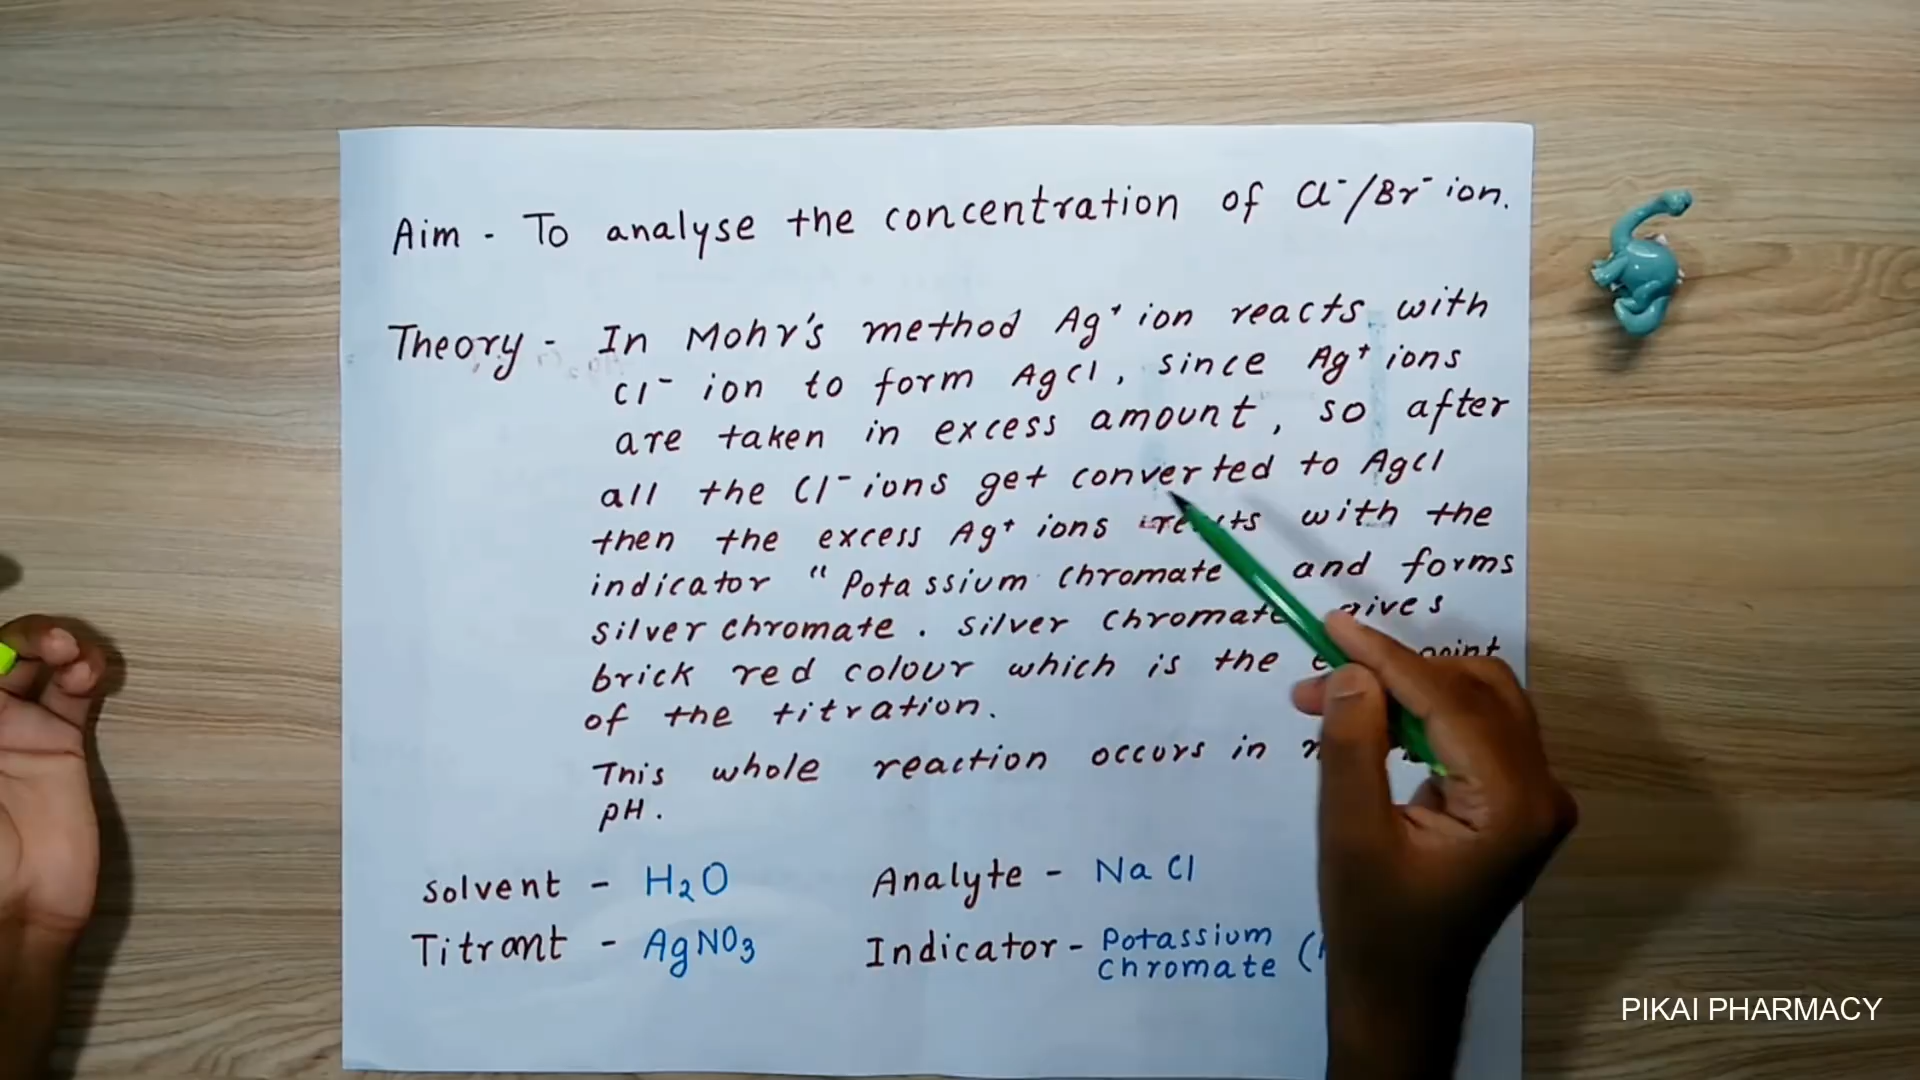 Aim - To analyse the concentration of Cl⁻/Br⁻ ion.
Theory - In Mohr's method Ag⁺ ion reacts with
Cl⁻ ion to form AgCl, since Ag⁺ ions
are taken in excess amount, so after
all the Cl⁻ ions get converted to AgCl
then the excess Ag⁺ ions reacts with the
indicator "Potassium chromate and forms
silver chromate. silver chromate gives
brick red colour which is the point
of the titration.
This whole reaction occurs in
pH.
Solvent - H₂O Analyte - NaCl
Titrant - AgNO₃ Indicator - Potassium
chromate (
PIKAI PHARMACY